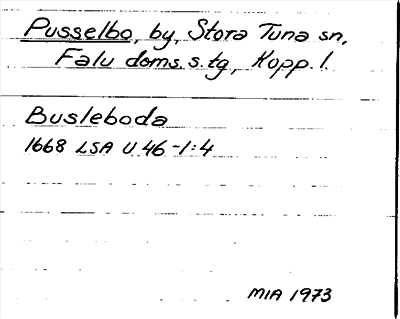 Pusselbo, by, Stora Tuna sn,
Falu doms.s.tg, Kopp. l.
Busleboda
1668 LSA U 46-1:4
MIA 1973